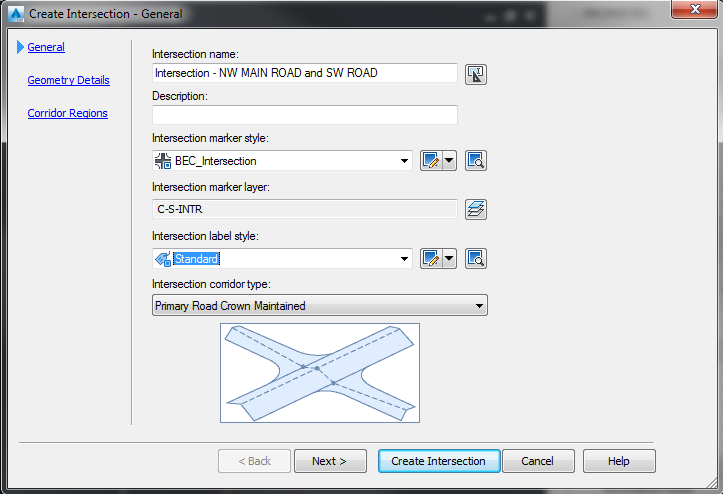 Create Intersection - General
General
Geometry Details
Corridor Regions
Intersection name:
Intersection - NW MAIN ROAD and SW ROAD
Description:
Intersection marker style:
BEC_Intersection
Intersection marker layer:
C-S-INTR
Intersection label style:
Standard
Intersection corridor type:
Primary Road Crown Maintained
< Back
Next >
Create Intersection
Cancel
Help